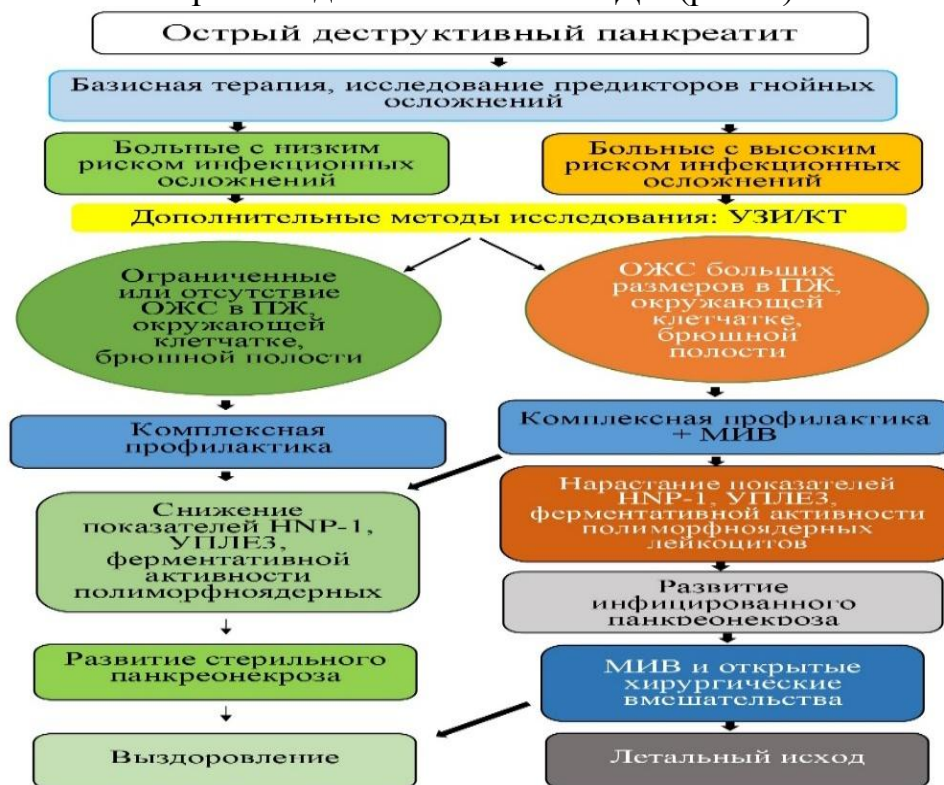 Острый деструктивный панкреатит
Базисная терапия, исследование предикторов гнойных
осложнений
Больные с низким
риском инфекционных
осложнений
Больные с высоким
риском инфекционных
осложнений
Дополнительные методы исследования: УЗИ/КТ
Ограниченные
или отсутствие
ОЖС в ПЖ,
окружающей
клетчатке,
брюшной полости
ОЖС больших
размеров в ПЖ,
окружающей
клетчатке,
брюшной
полости
Комплексная
профилактика
Комплексная профилактика
+ МИВ
Снижение
показателей HNP-1,
УПЛЕЗ,
ферментативной
активности
полиморфноядерных
Нарастание показателей
HNP-1, УПЛЕЗ,
ферментативной активности
полиморфноядерных
лейкоцитов
Развитие
инфицированного
панкреонекроза
Развитие стерильного
панкреонекроза
МИВ и открытые
хирургические
вмешательства
Выздоровление
Летальный исход